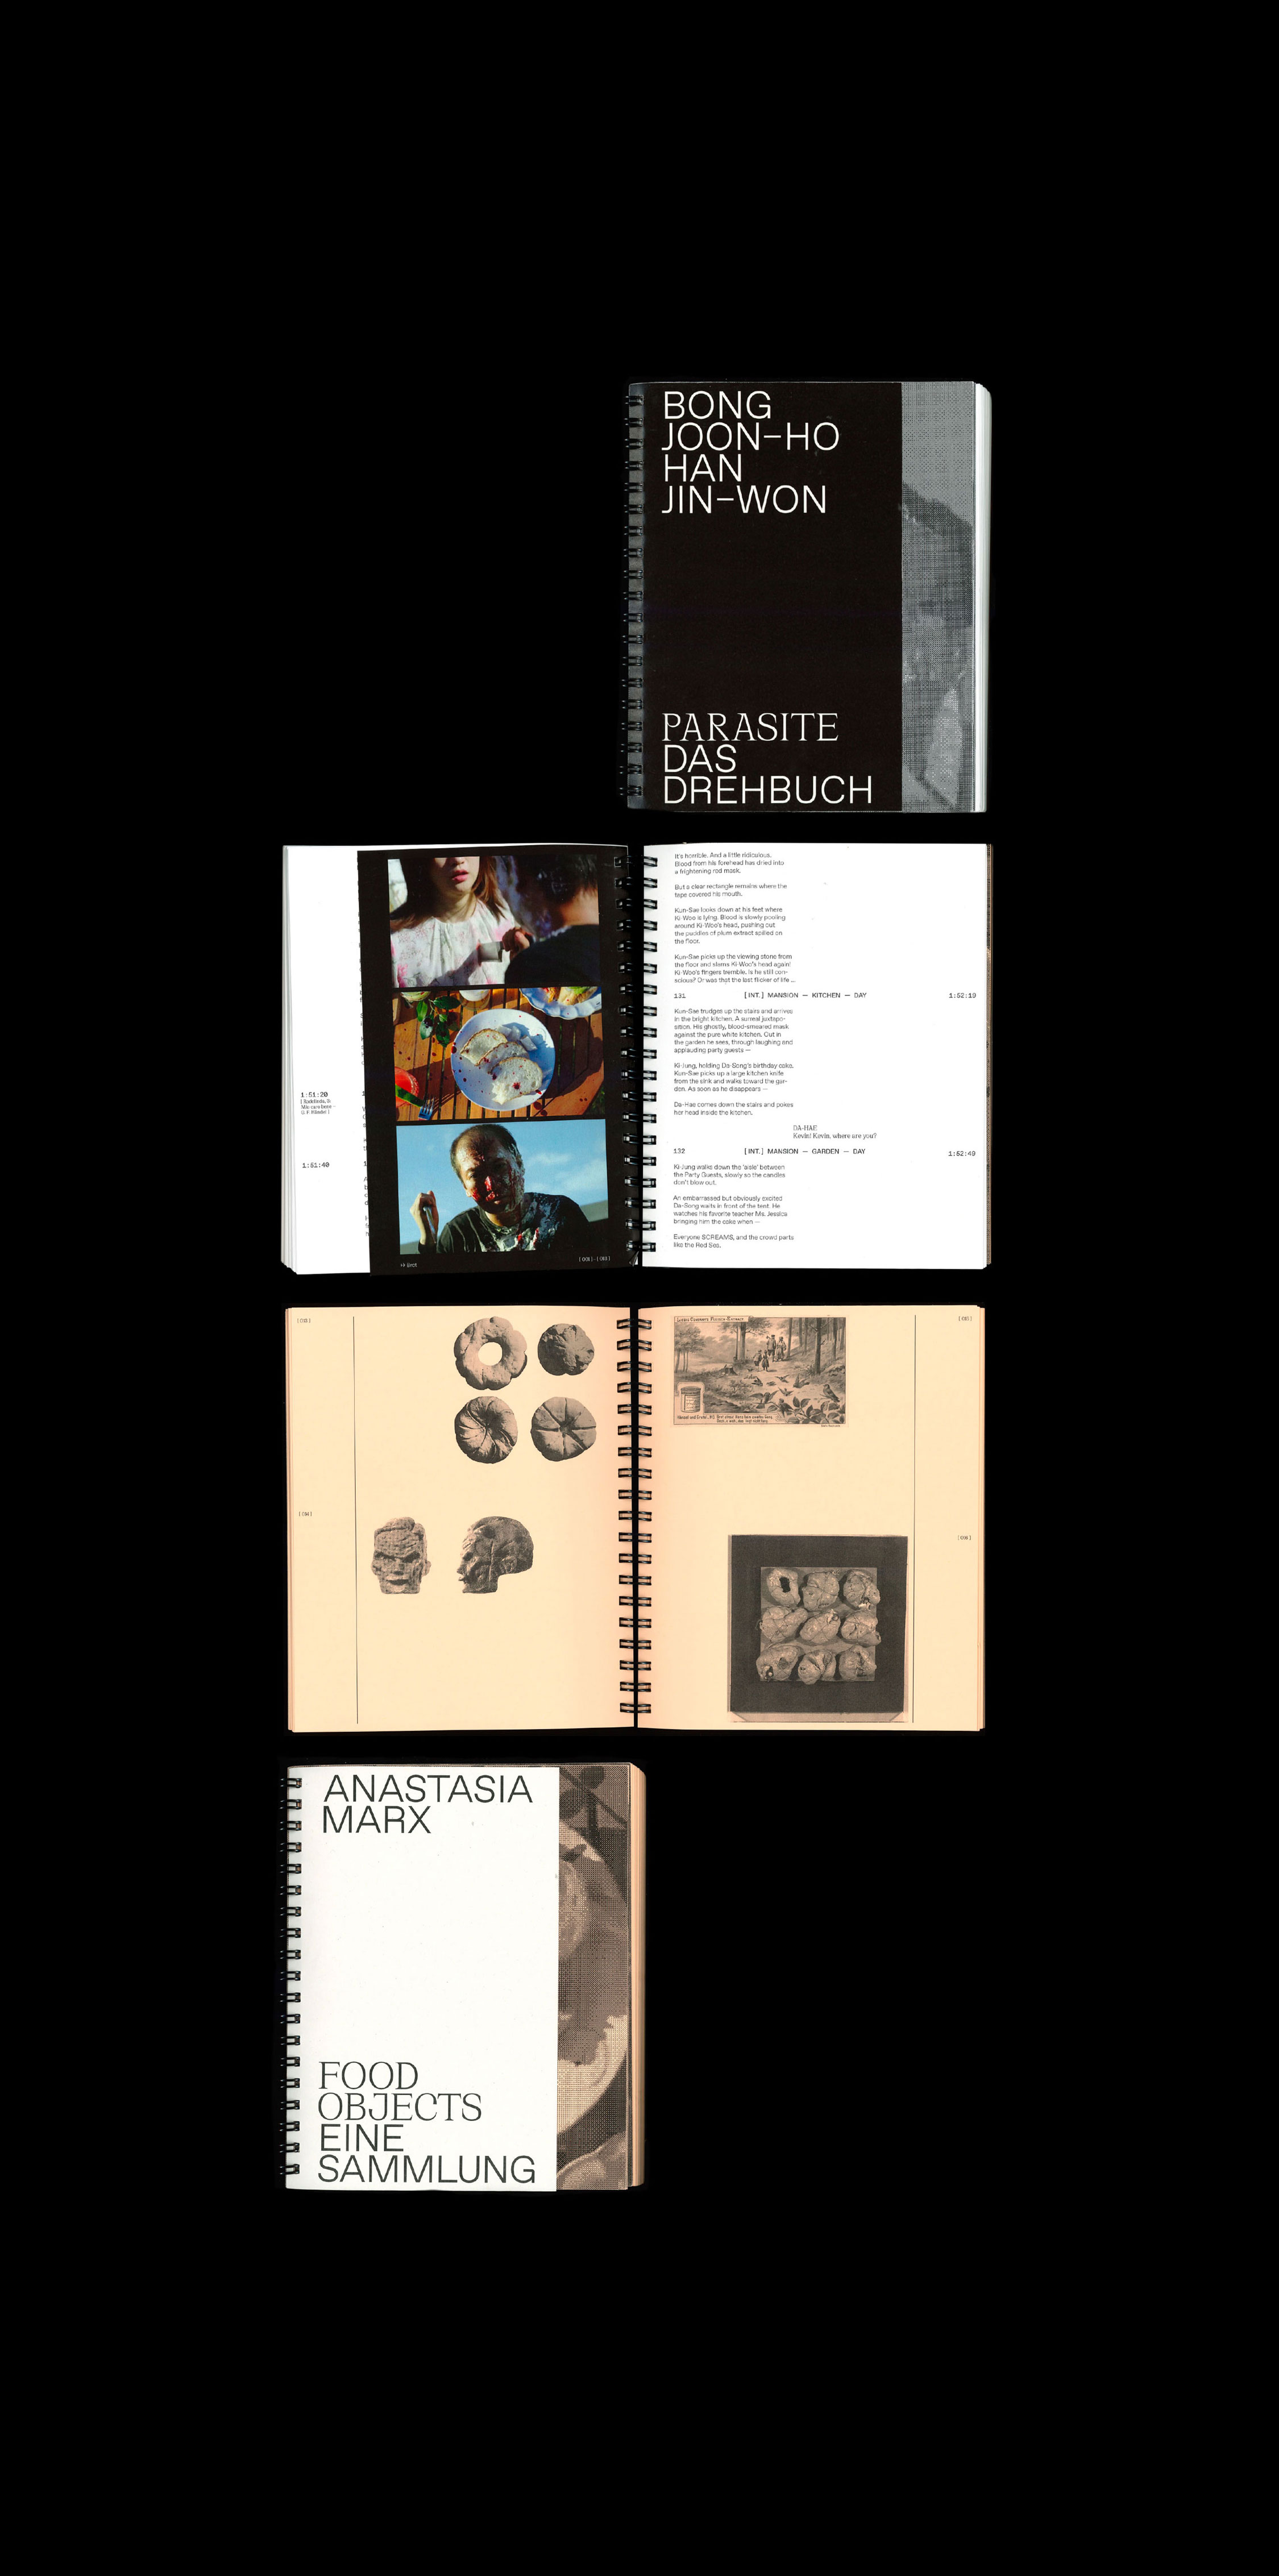 BONG
JOON–HO
HAN
JIN–WON
PARASITE
DAS
DREHBUCH
1:51:20
1:51:40
It's horrible. And a little ridiculous.
Blood from his forehead has dried into
a frightening red mask.
But a clear rectangle remains where the
tape covered his mouth.
Kun-Sae looks down at his feet where
Ki-Woo is lying. Blood is slowly pooling
around Ki-Woo's head, pushing out
the puddles of plum extract spilled on
the floor.
Kun-Sae picks up the viewing stone from
the floor and slams Ki-Woo's head again!
Ki-Woo's fingers tremble. Is he still con-
scious? Or was that the last flicker of life ...
131 [INT.] MANSION — KITCHEN — DAY 1:52:19
Kun-Sae trudges up the stairs and arrives
in the bright kitchen. A surreal juxtapo-
sition. His ghostly, blood-smeared mask
against the pure white kitchen. Out in
the garden he sees, through laughing and
applauding party guests —
Ki-Jung, holding Da-Song's birthday cake.
Kun-Sae picks up a large kitchen knife
from the sink and walks toward the gar-
den. As soon as he disappears —
Da-Hae comes down the stairs and pokes
her head inside the kitchen.
DA-HAE
Kevin! Kevin, where are you?
132 [INT.] MANSION — GARDEN — DAY 1:52:49
Ki-Jung walks down the 'aisle' between
the Party Guests, slowly so the candles
don't blow out.
An embarrassed but obviously excited
Da-Song waits in front of the tent. He
watches his favorite teacher Ms. Jessica
bringing him the cake when —
Everyone SCREAMS, and the crowd parts
like the Red Sea.
ANASTASIA
MARX
FOOD
OBJECTS
EINE
SAMMLUNG